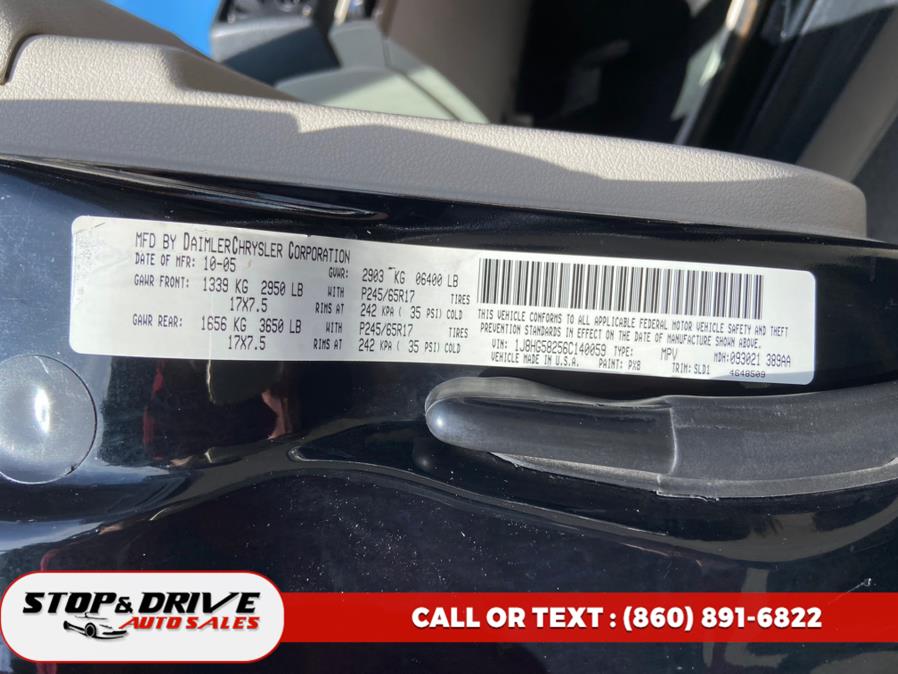 MFD BY DAIMLERCHRYSLER CORPORATION
DATE OF MFR: 10-05 GVWR: 2903 KG 06400 LB
GAWR FRONT: 1339 KG 2950 LB WITH P245/65R17 TIRES
17X7.5 RIMS AT 242 KPA ( 35 PSI) COLD
GAWR REAR: 1656 KG 3650 LB WITH P245/65R17 TIRES
17X7.5 RIMS AT 242 KPA ( 35 PSI) COLD
THIS VEHICLE CONFORMS TO ALL APPLICABLE FEDERAL MOTOR VEHICLE SAFETY AND THEFT
PREVENTION STANDARDS IN EFFECT ON THE DATE OF MANUFACTURE SHOWN ABOVE.
VIN: 1J8HG58256C140059 TYPE: MPV MDH: 093021 389AA
VEHICLE MADE IN U.S.A. PAINT: PX8 TRIM: SLD1 4648509
STOP & DRIVE
AUTO SALES
CALL OR TEXT : (860) 891-6822